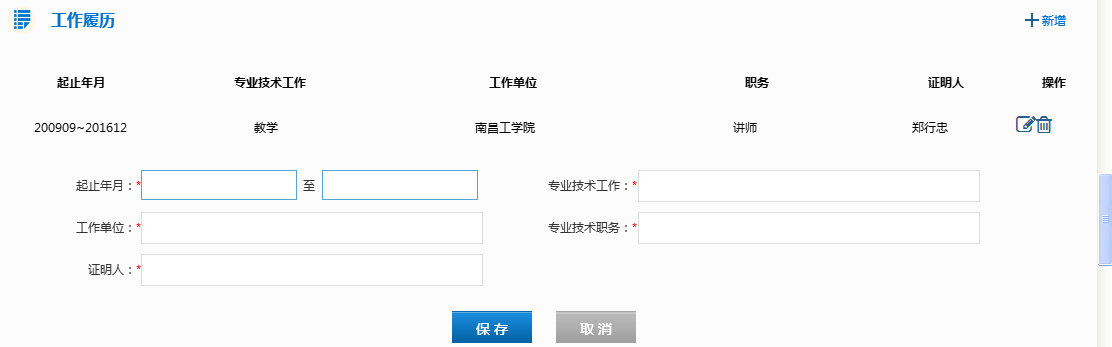 工作履历 新增
起止年月 专业技术工作 工作单位 职务 证明人 操作
200909~201612 教学 南昌工学院 讲师 郑行忠
起止年月：* 至 专业技术工作：*
工作单位：* 专业技术职务：*
证明人：*
保存 取消